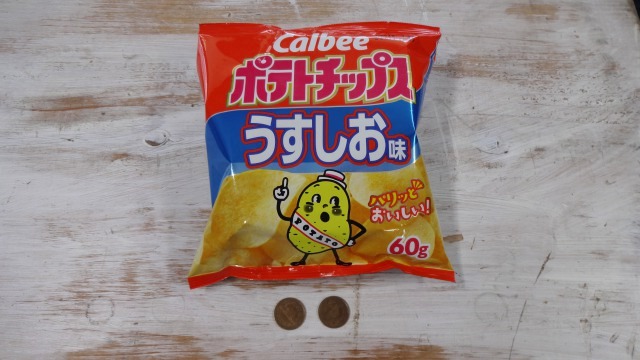 Calbee
ポテトチップス
うすしお味
パリッと
おいしい!
POTATO
60g